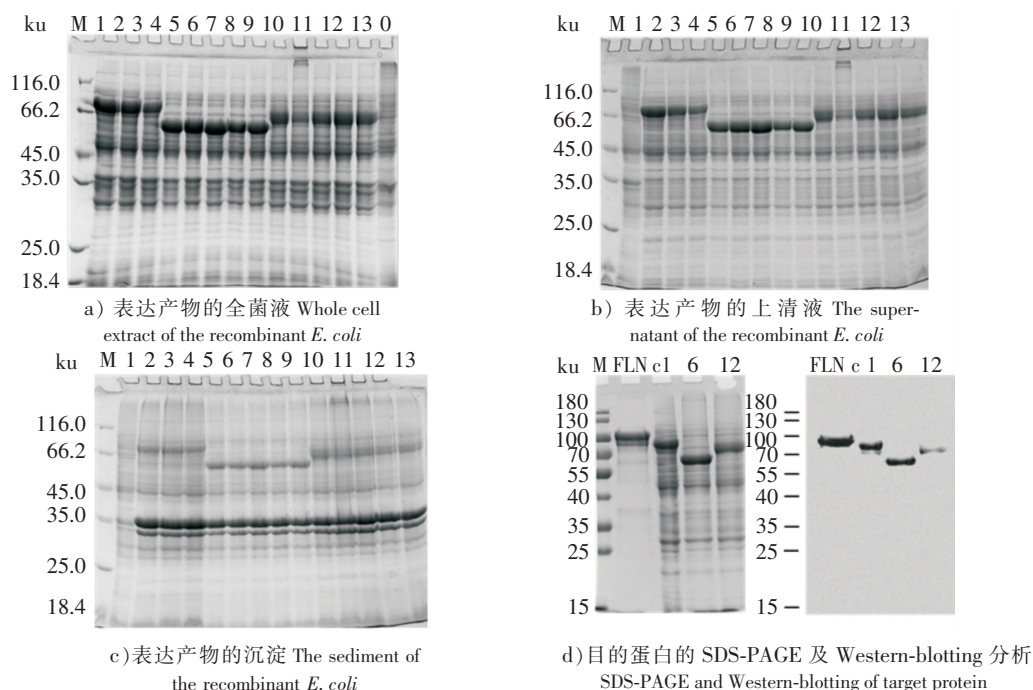 ku M 1 2 3 4 5 6 7 8 9 10 11 12 13 0
116.0
66.2
45.0
35.0
25.0
18.4
a) 表达产物的全菌液 Whole cell
extract of the recombinant E. coli
ku M 1 2 3 4 5 6 7 8 9 10 11 12 13
116.0
66.2
45.0
35.0
25.0
18.4
b) 表达产物的上清液 The super-
natant of the recombinant E. coli
ku M 1 2 3 4 5 6 7 8 9 10 11 12 13
116.0
66.2
45.0
35.0
25.0
18.4
c)表达产物的沉淀 The sediment of
the recombinant E. coli
ku M FLN c1 6 12
180
130
100
70
55
40
35
25
15
FLN c 1 6 12
180
130
100
70
55
40
35
25
15
d)目的蛋白的 SDS-PAGE 及 Western-blotting 分析
SDS-PAGE and Western-blotting of target protein